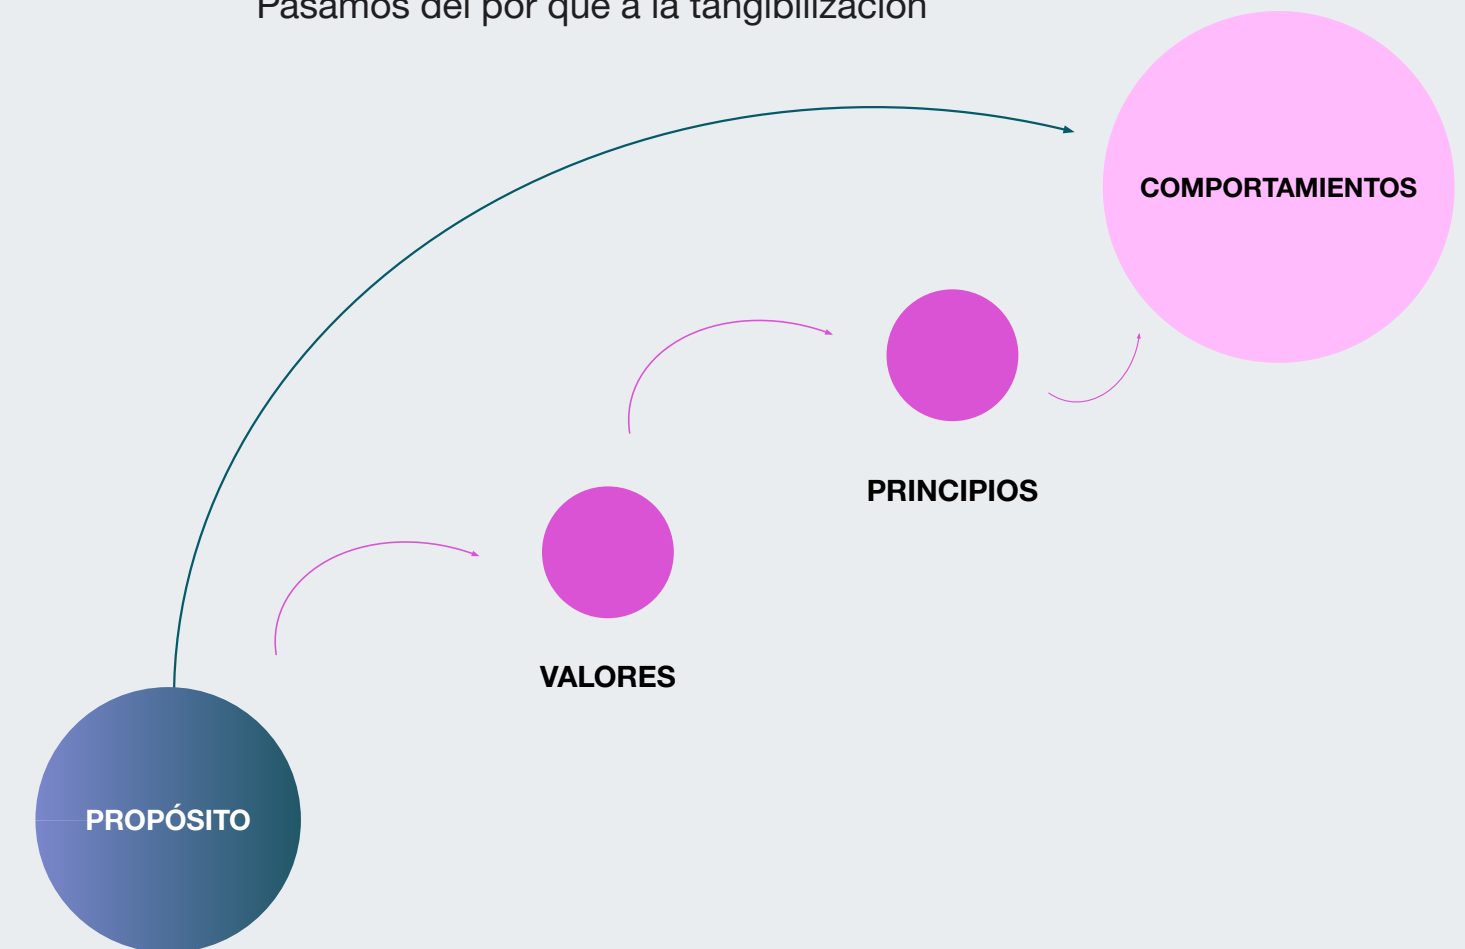 Pasamos del por qué a la tangibilización
COMPORTAMIENTOS
PRINCIPIOS
VALORES
PROPÓSITO